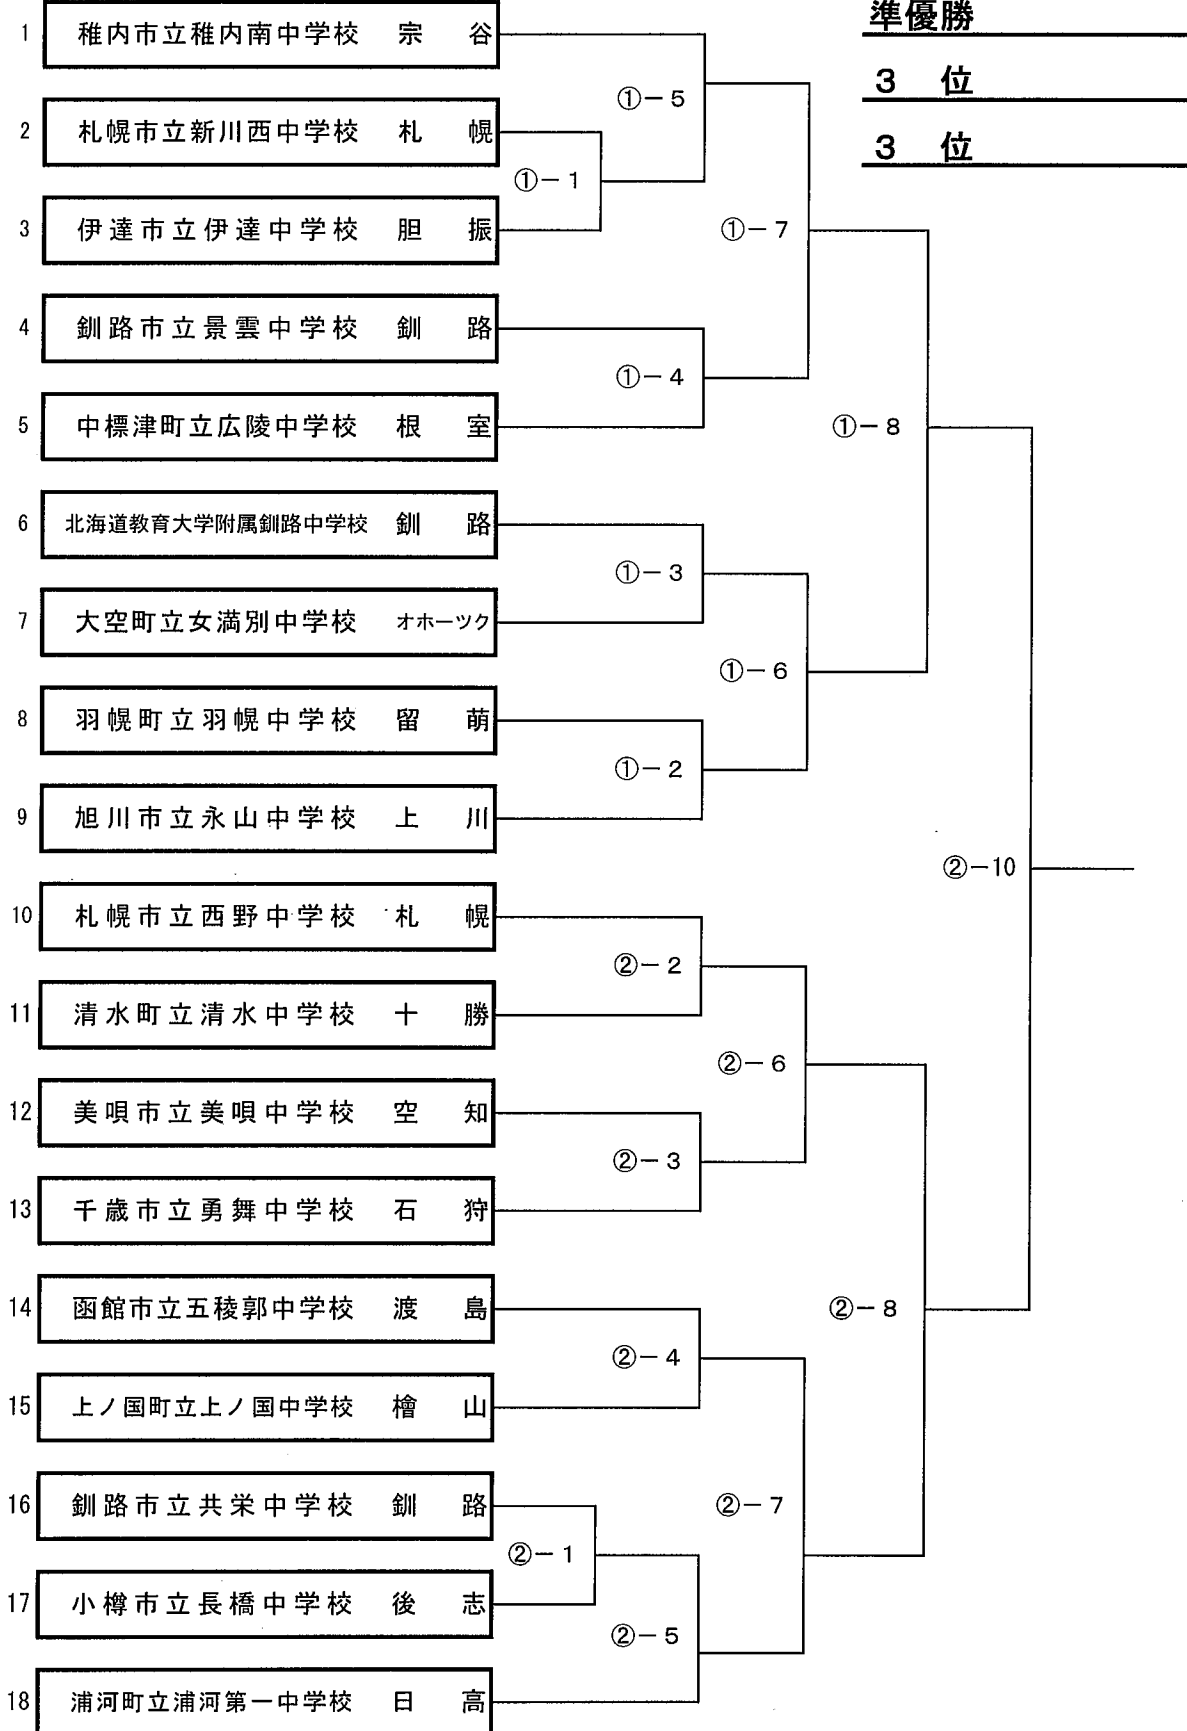 準優勝
3 位
3 位
1 稚内市立稚内南中学校 宗 谷
①－5
2 札幌市立新川西中学校 札 幌
①－1
3 伊達市立伊達中学校 胆 振
①－7
4 釧路市立景雲中学校 釧 路
①－4
5 中標津町立広陵中学校 根 室
①－8
6 北海道教育大学附属釧路中学校 釧 路
①－3
7 大空町立女満別中学校 オホーツク
①－6
8 羽幌町立羽幌中学校 留 萌
①－2
9 旭川市立永山中学校 上 川
②－10
10 札幌市立西野中学校 札 幌
②－2
11 清水町立清水中学校 十 勝
②－6
12 美唄市立美唄中学校 空 知
②－3
13 千歳市立勇舞中学校 石 狩
14 函館市立五稜郭中学校 渡 島
②－8
②－4
15 上ノ国町立上ノ国中学校 檜 山
16 釧路市立共栄中学校 釧 路
②－7
②－1
17 小樽市立長橋中学校 後 志
②－5
18 浦河町立浦河第一中学校 日 高